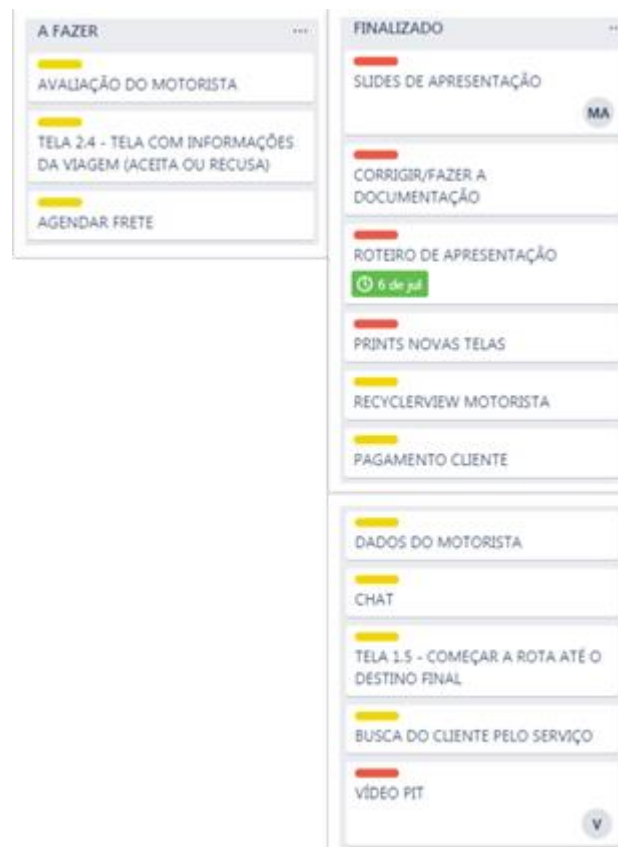 A FAZER
AVALIAÇÃO DO MOTORISTA
TELA 2.4 - TELA COM INFORMAÇÕES
DA VIAGEM (ACEITA OU RECUSA)
AGENDAR FRETE
FINALIZADO
SLIDES DE APRESENTAÇÃO
MA
CORRIGIR/FAZER A
DOCUMENTAÇÃO
ROTEIRO DE APRESENTAÇÃO
6 de jul
PRINTS NOVAS TELAS
RECYCLERVIEW MOTORISTA
PAGAMENTO CLIENTE
DADOS DO MOTORISTA
CHAT
TELA 1.5 - COMEÇAR A ROTA ATÉ O
DESTINO FINAL
BUSCA DO CLIENTE PELO SERVIÇO
VÍDEO PIT
V